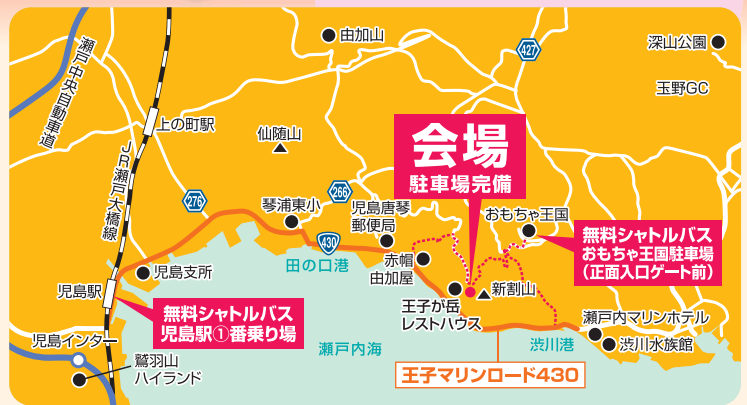 由加山
427
深山公園
玉野GC
瀬戸中央自動車道
上の町駅
仙随山
JR瀬戸大橋線
会場
駐車場完備
276
266
琴浦東小
児島唐琴
郵便局
おもちゃ王国
無料シャトルバス
おもちゃ王国駐車場
(正面入口ゲート前)
430
田の口港
赤帽
由加屋
児島支所
児島駅
新割山
王子が岳
レストハウス
無料シャトルバス
児島駅①番乗り場
瀬戸内マリンホテル
渋川水族館
渋川港
児島インター
瀬戸内海
鷲羽山
ハイランド
王子マリンロード430